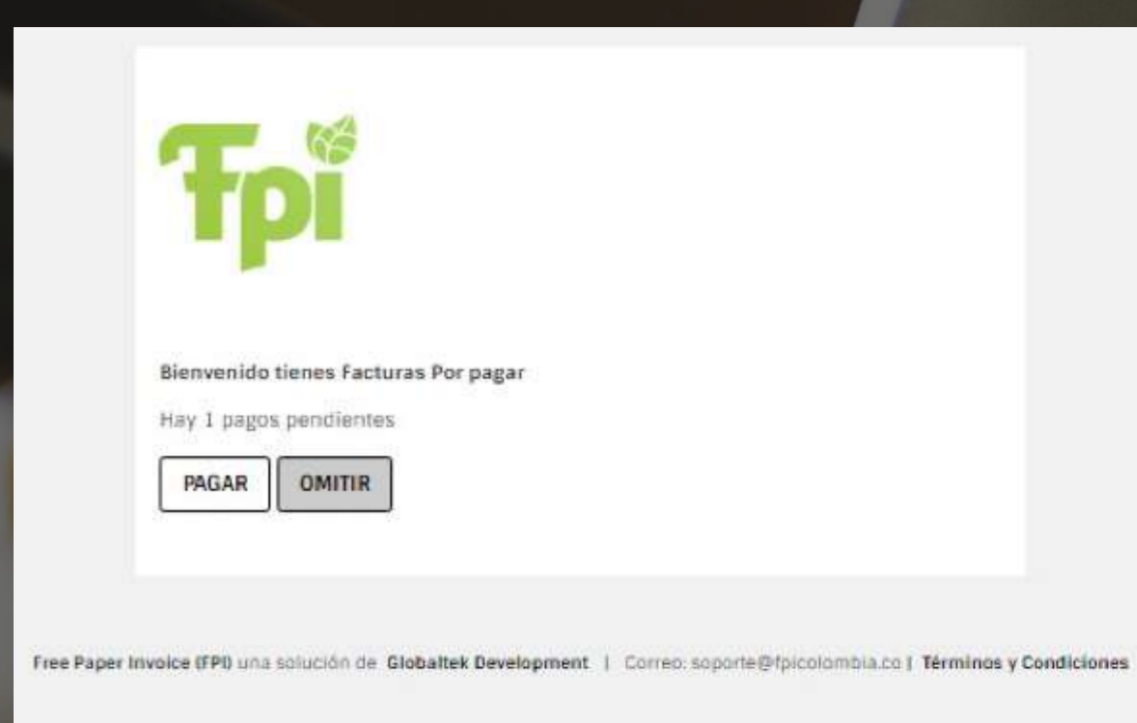 Fpi
Bienvenido tienes Facturas Por pagar
Hay 1 pagos pendientes
PAGAR OMITIR
Free Paper Invoice (FPI) una solución de Globaltek Development | Correo: soporte@fpicolombia.co | Términos y Condiciones